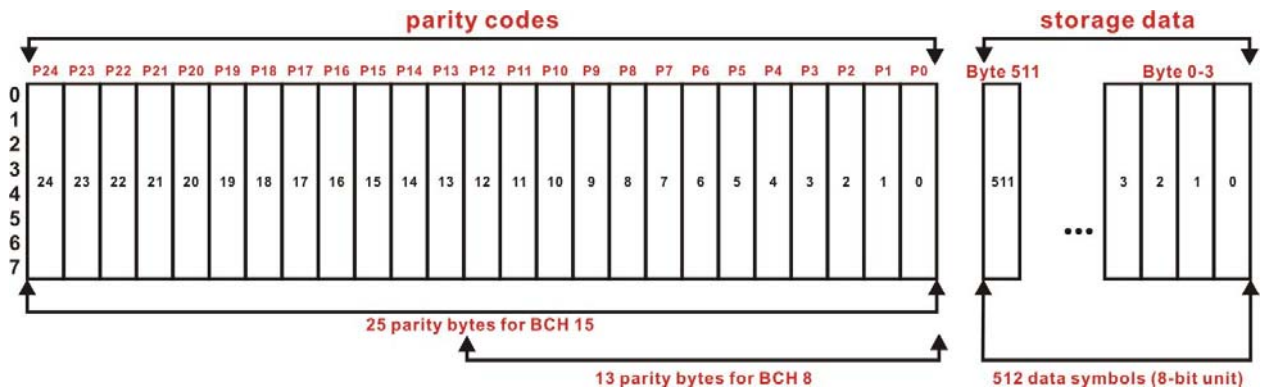 parity codes
storage data
P24 P23 P22 P21 P20 P19 P18 P17 P16 P15 P14 P13 P12 P11 P10 P9 P8 P7 P6 P5 P4 P3 P2 P1 P0
Byte 511
Byte 0-3
0
1
2
3
4
5
6
7
24 23 22 21 20 19 18 17 16 15 14 13 12 11 10 9 8 7 6 5 4 3 2 1 0
511
...
3 2 1 0
25 parity bytes for BCH 15
13 parity bytes for BCH 8
512 data symbols (8-bit unit)